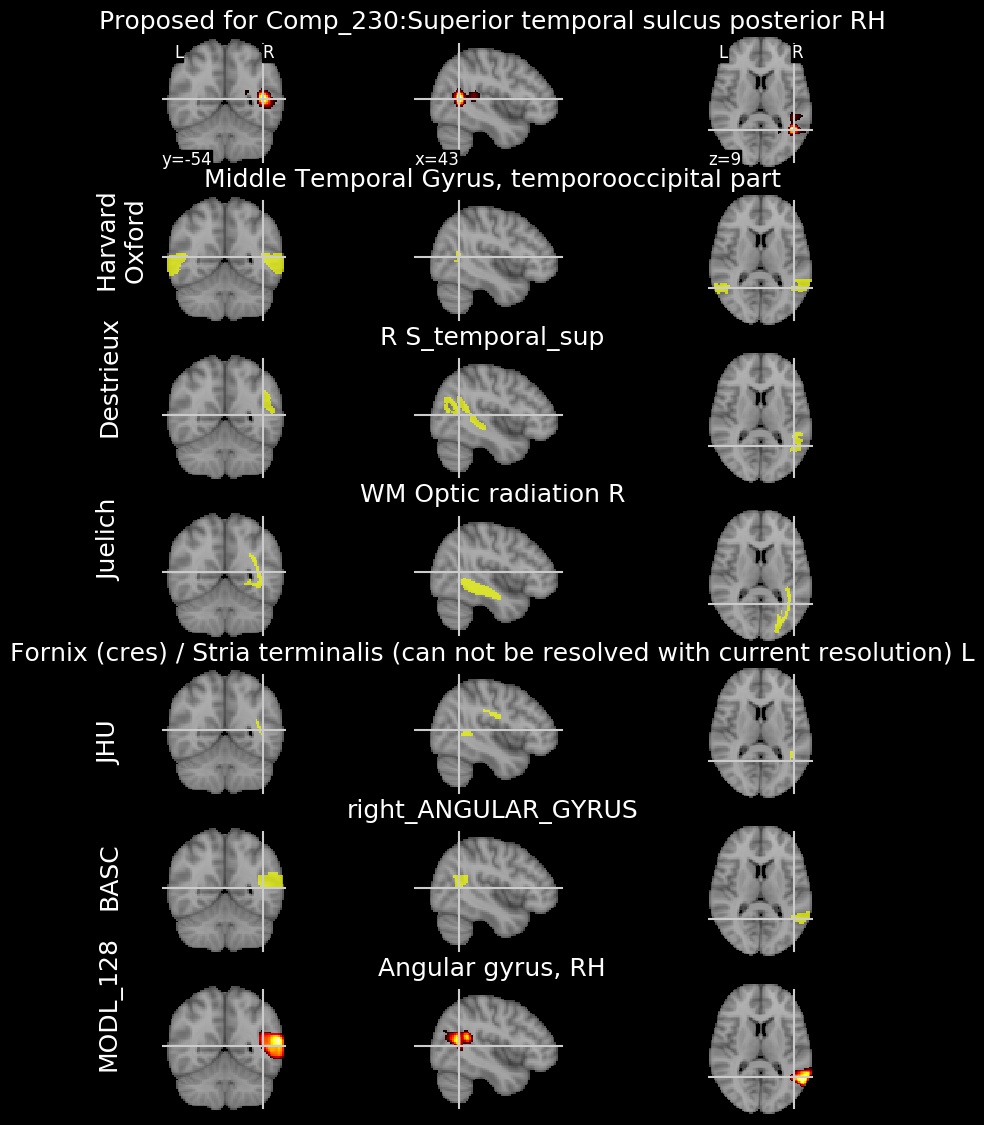 Proposed for Comp_230:Superior temporal sulcus posterior RH
L R
L R
y=-54 x=43 z=9
Middle Temporal Gyrus, temporooccipital part
Harvard
Oxford
R S_temporal_sup
Destrieux
WM Optic radiation R
Juelich
Fornix (cres) / Stria terminalis (can not be resolved with current resolution) L
JHU
right_ANGULAR_GYRUS
BASC
Angular gyrus, RH
MODL_128